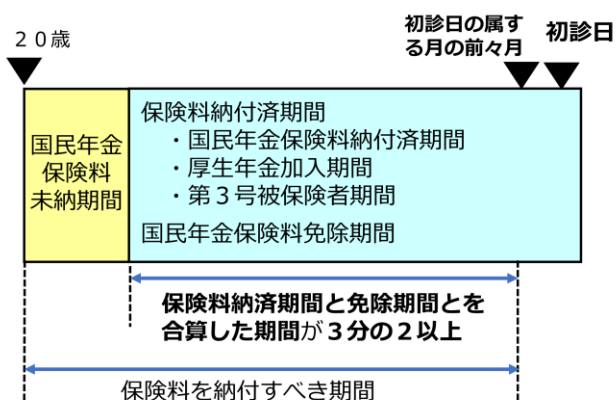 ２０歳
初診日の属す
る月の前々月
初診日
国民年金
保険料
未納期間
保険料納付済期間
・国民年金保険料納付済期間
・厚生年金加入期間
・第３号被保険者期間
国民年金保険料免除期間
保険料納済期間と免除期間とを
合算した期間が３分の２以上
保険料を納付すべき期間